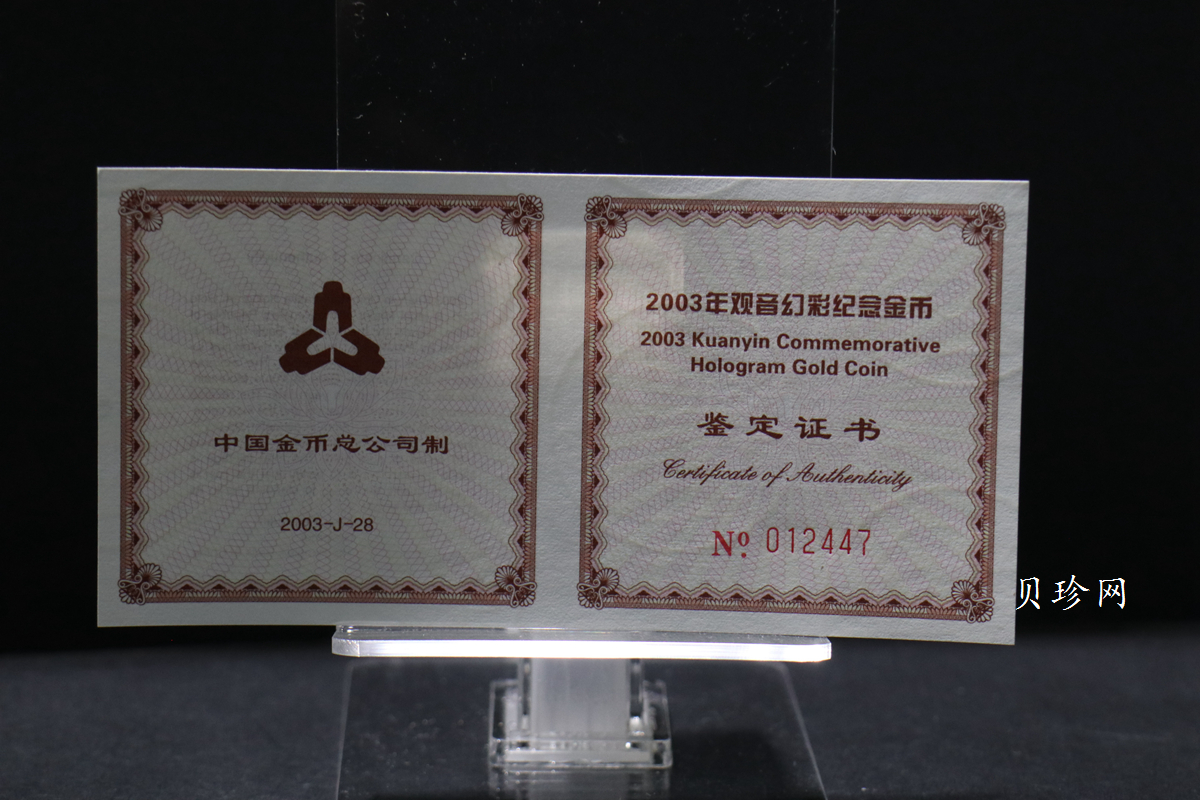 中国金币总公司制
2003-J-28
2003年观音幻彩纪念金币
2003 Kuanyin Commemorative
Hologram Gold Coin
鉴定证书
Certificate of Authenticity
Nº. 012447
贝珍网